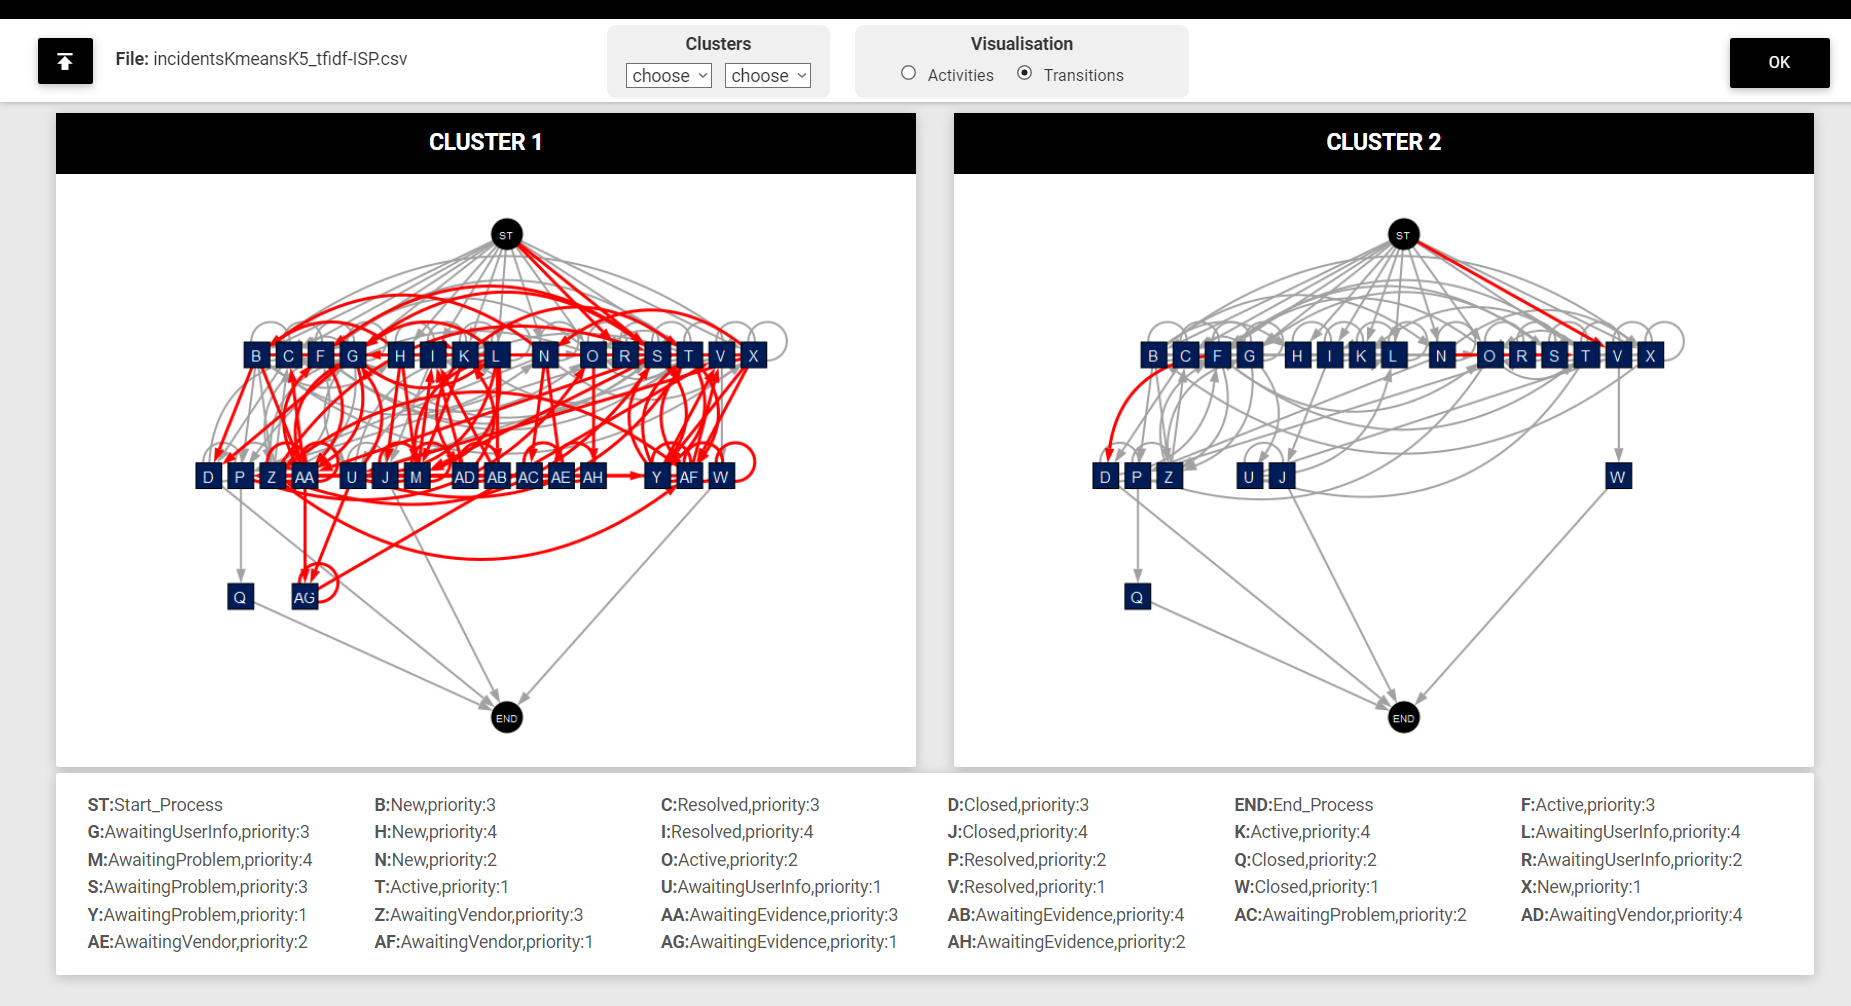 File: incidentsKmeansK5_tfidf-ISP.csv
Clusters
choose choose
Visualisation
Activities Transitions
OK
CLUSTER 1
ST
B C F G H I K L N O R S T V X
D P Z AA U J M AD AB AC AE AH Y AF W
Q AG
END
CLUSTER 2
ST
B C F G H I K L N O R S T V X
D P Z U J W
Q
END
ST:Start_Process B:New,priority:3 C:Resolved,priority:3 D:Closed,priority:3 END:End_Process F:Active,priority:3
G:AwaitingUserInfo,priority:3 H:New,priority:4 I:Resolved,priority:4 J:Closed,priority:4 K:Active,priority:4 L:AwaitingUserInfo,priority:4
M:AwaitingProblem,priority:4 N:New,priority:2 O:Active,priority:2 P:Resolved,priority:2 Q:Closed,priority:2 R:AwaitingUserInfo,priority:2
S:AwaitingProblem,priority:3 T:Active,priority:1 U:AwaitingUserInfo,priority:1 V:Resolved,priority:1 W:Closed,priority:1 X:New,priority:1
Y:AwaitingProblem,priority:1 Z:AwaitingVendor,priority:3 AA:AwaitingEvidence,priority:3 AB:AwaitingEvidence,priority:4 AC:AwaitingProblem,priority:2 AD:AwaitingVendor,priority:4
AE:AwaitingVendor,priority:2 AF:AwaitingVendor,priority:1 AG:AwaitingEvidence,priority:1 AH:AwaitingEvidence,priority:2